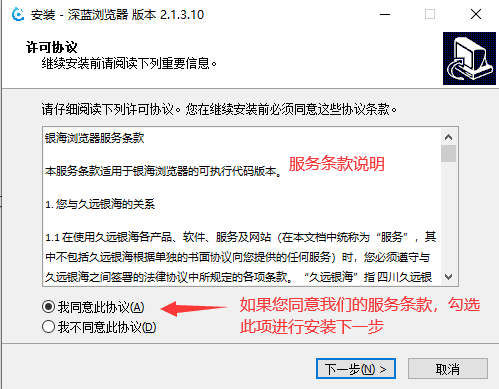 安装 - 深蓝浏览器 版本 2.1.3.10
许可协议
继续安装前请阅读下列重要信息。
请仔细阅读下列许可协议。您在继续安装前必须同意这些协议条款。
银海浏览器服务条款
本服务条款适用于银海浏览器的可执行代码版本。
服务条款说明
1. 您与久远银海的关系
1.1 在使用久远银海各产品、软件、服务及网站（在本文档中统称为“服务”，其
中不包括久远银海根据单独的书面协议向您提供的任何服务）时，您必须遵守与
久远银海之间签署的法律协议中所规定的各项条款。“久远银海”指 四川久远银
我同意此协议(A)
我不同意此协议(D)
如果您同意我们的服务条款，勾选
此项进行安装下一步
下一步(N) >
取消